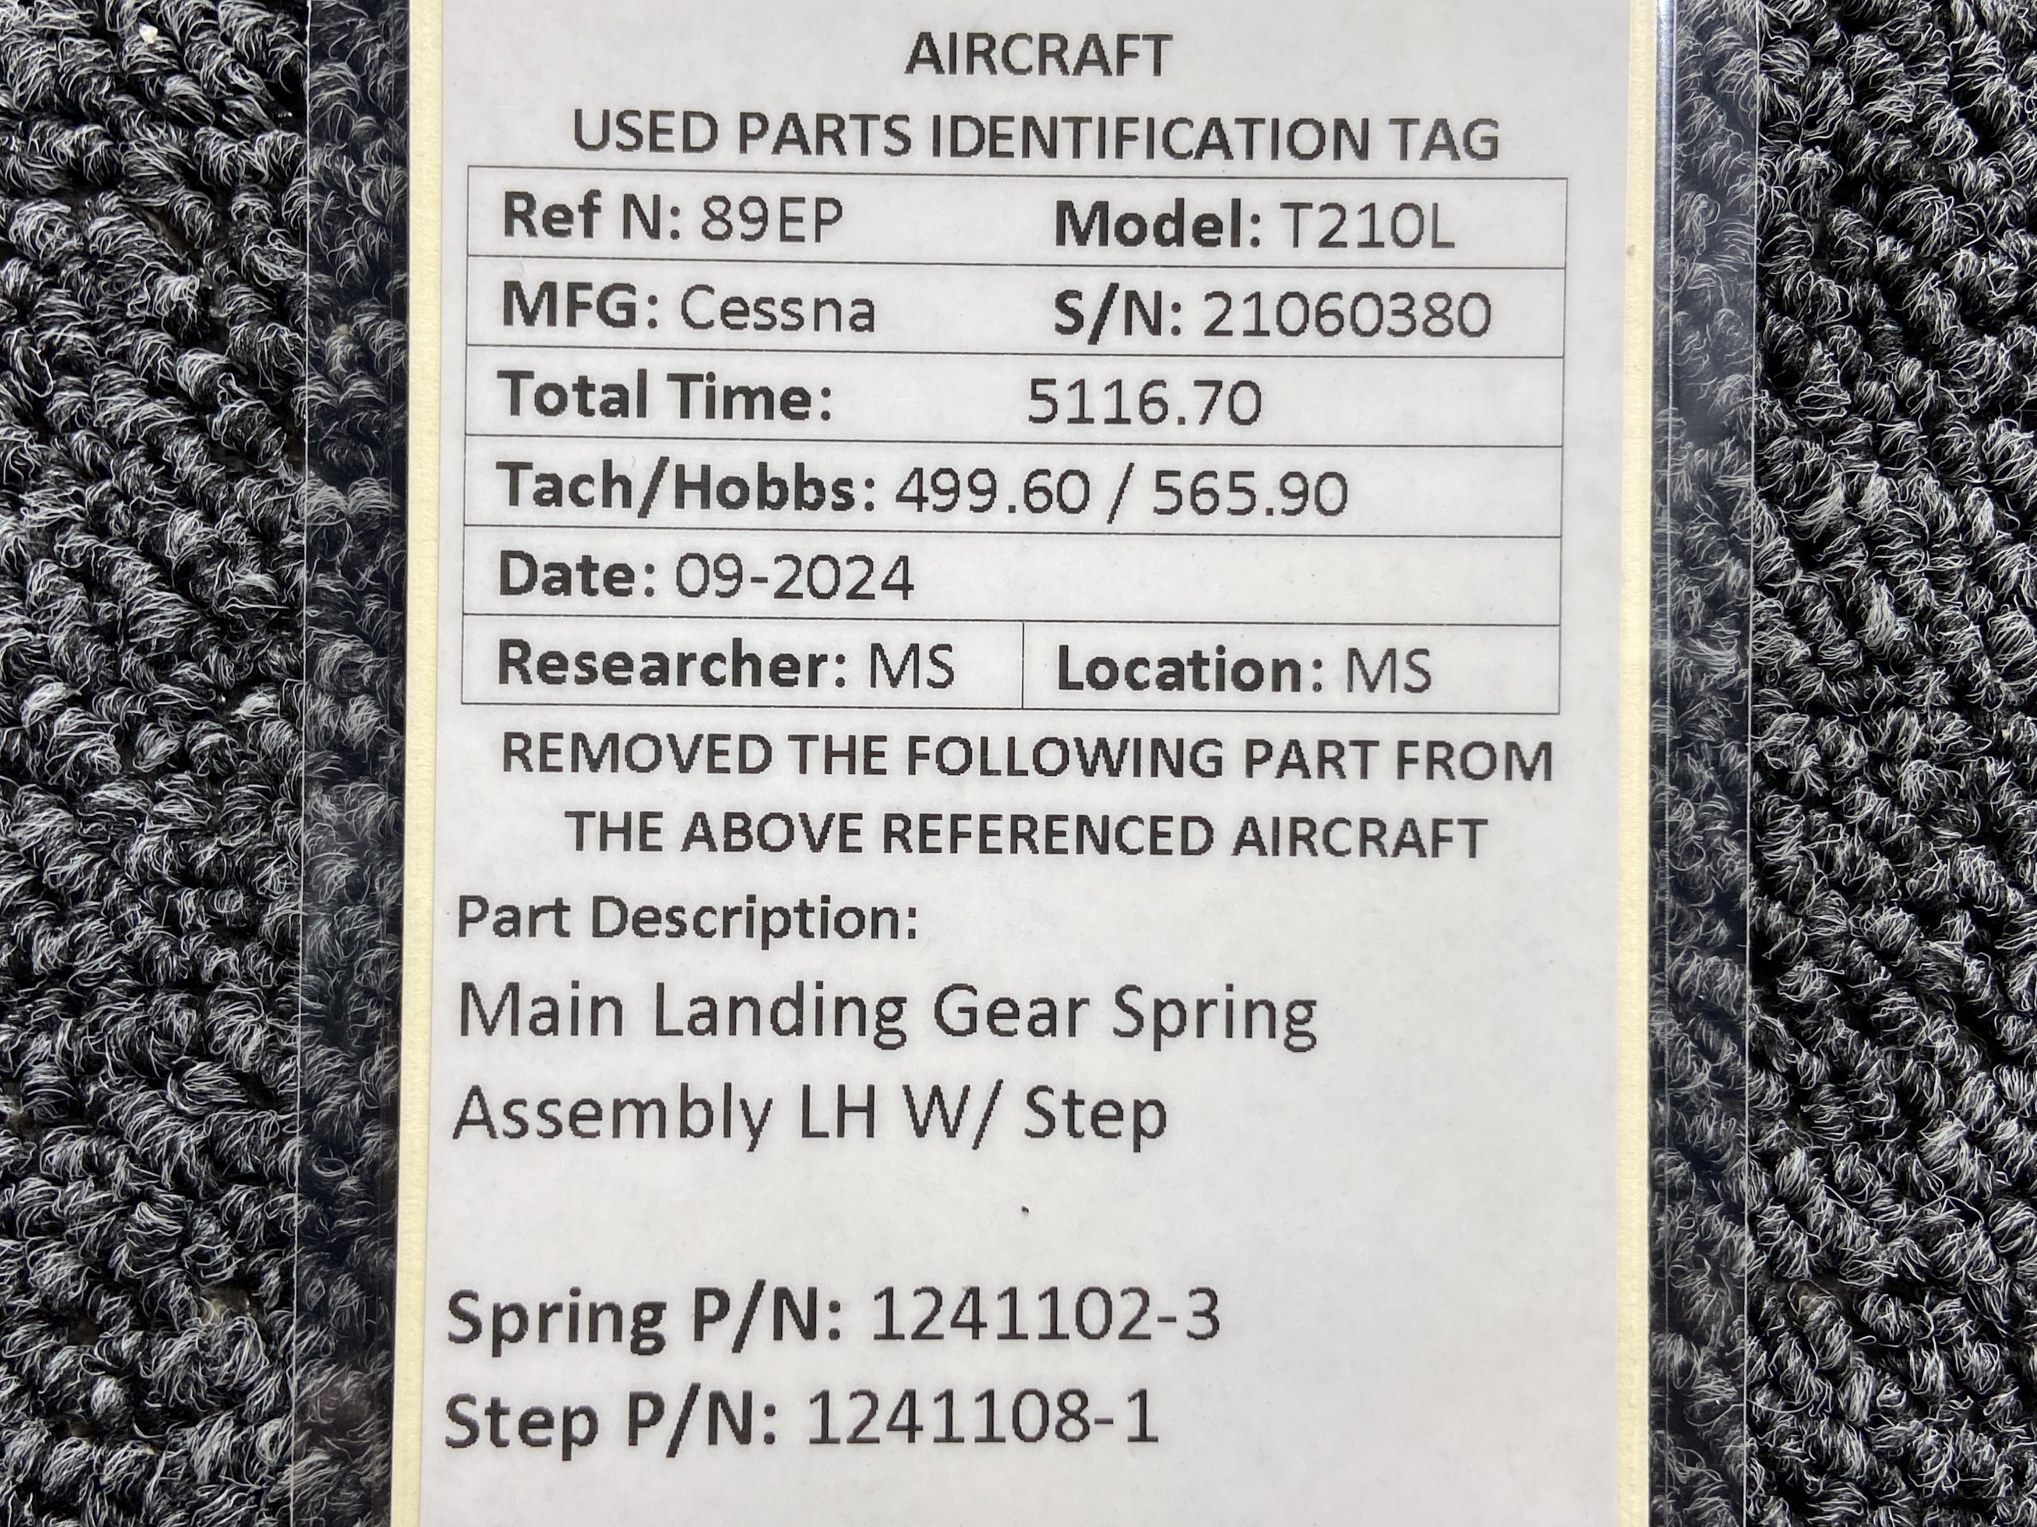 AIRCRAFT
USED PARTS IDENTIFICATION TAG
Ref N: 89EP Model: T210L
MFG: Cessna S/N: 21060380
Total Time: 5116.70
Tach/Hobbs: 499.60 / 565.90
Date: 09-2024
Researcher: MS Location: MS
REMOVED THE FOLLOWING PART FROM
THE ABOVE REFERENCED AIRCRAFT
Part Description:
Main Landing Gear Spring
Assembly LH W/ Step
Spring P/N: 1241102-3
Step P/N: 1241108-1